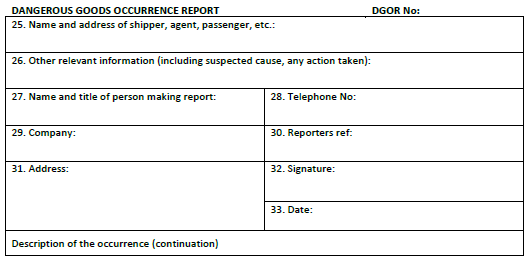 DANGEROUS GOODS OCCURRENCE REPORT DGOR No:
25. Name and address of shipper, agent, passenger, etc.:
26. Other relevant information (including suspected cause, any action taken):
27. Name and title of person making report: 28. Telephone No:
29. Company: 30. Reporters ref:
31. Address: 32. Signature:
33. Date:
Description of the occurrence (continuation)